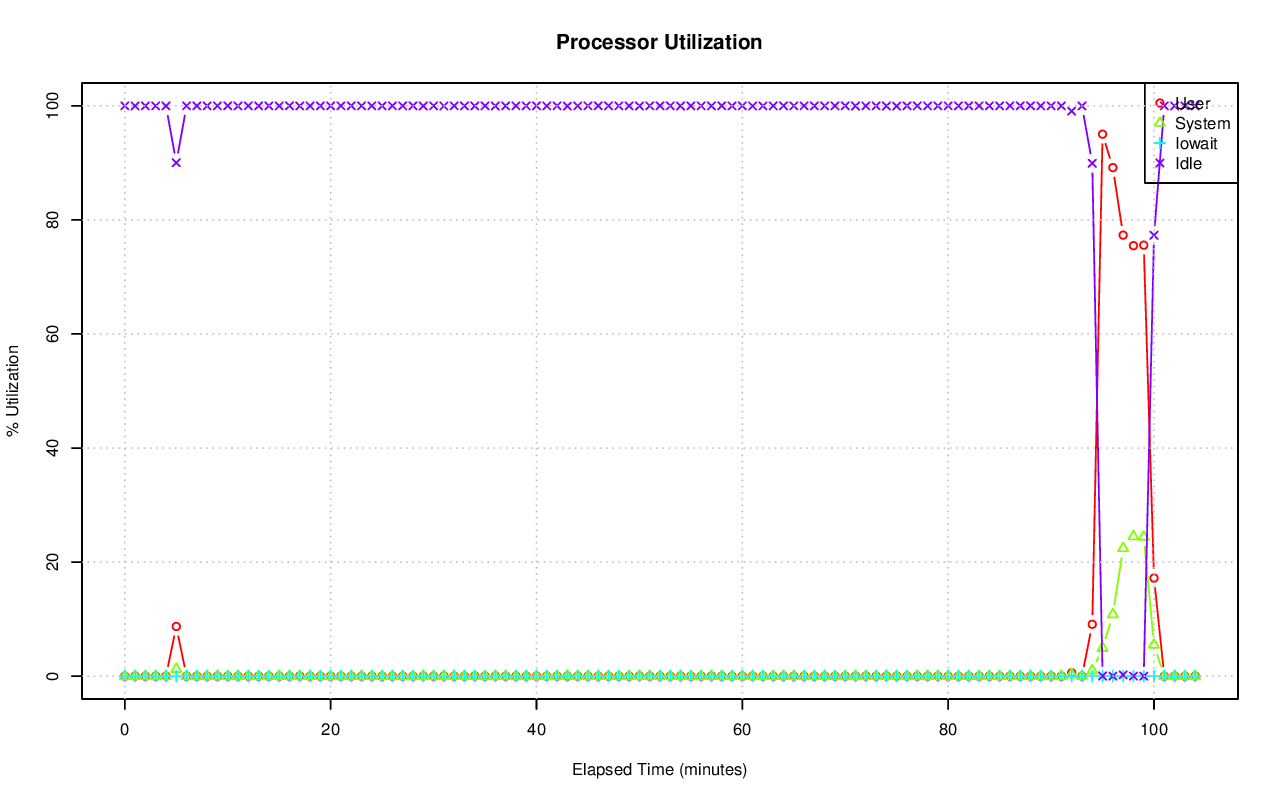 Processor Utilization
User
System
Iowait
Idle
% Utilization
100
80
60
40
20
0
0 20 40 60 80 100
Elapsed Time (minutes)